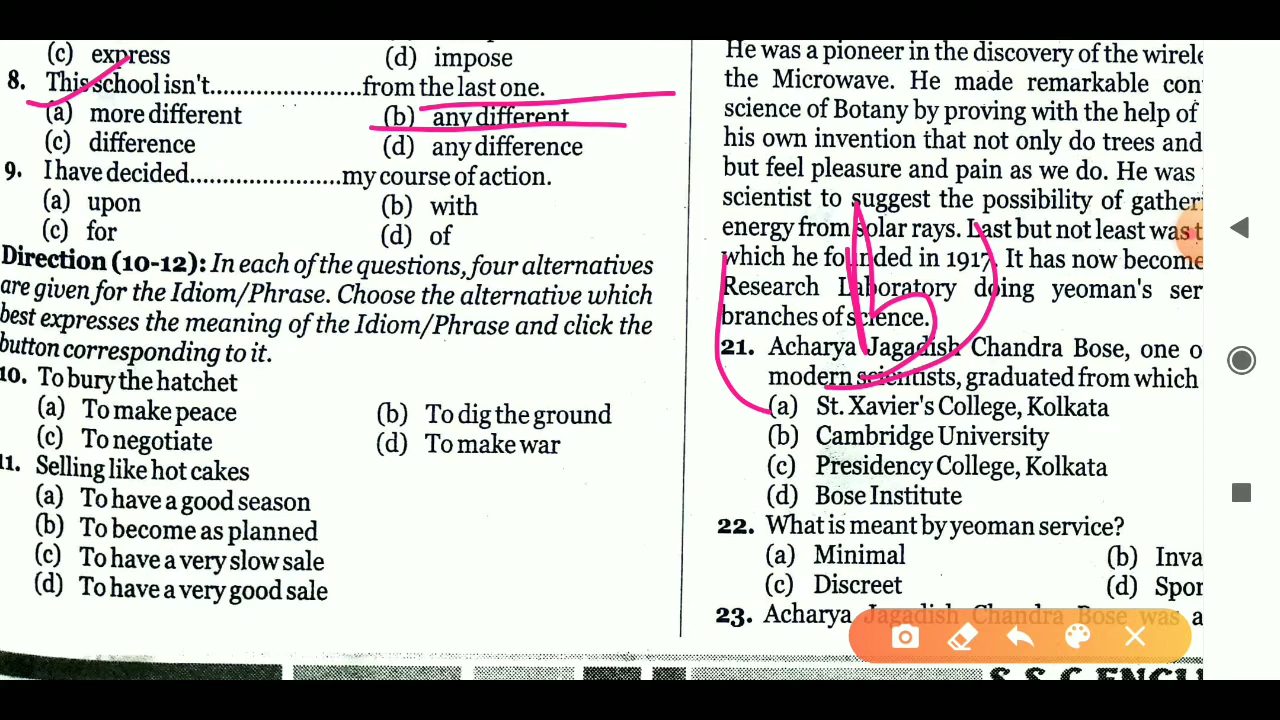 (c) express
(d) impose
8. This school isn't......................from the last one.
(a) more different
(b) any different
(c) difference
(d) any difference
9. I have decided.......................my course of action.
(a) upon
(b) with
(c) for
(d) of
Direction (10-12): In each of the questions, four alternatives
are given for the Idiom/Phrase. Choose the alternative which
best expresses the meaning of the Idiom/Phrase and click the
button corresponding to it.
10. To bury the hatchet
(a) To make peace
(b) To dig the ground
(c) To negotiate
(d) To make war
11. Selling like hot cakes
(a) To have a good season
(b) To become as planned
(c) To have a very slow sale
(d) To have a very good sale
He was a pioneer in the discovery of the
the Microwave. He made remarkable
science of Botany by proving with the help of
his own invention that not only do trees and
but feel pleasure and pain as we do. He was
scientist to suggest the possibility of
energy from solar rays. Last but not least was
which he founded in 1917. It has now become
Research Laboratory doing yeoman's
branches of science.
21. Acharya Jagadish Chandra Bose, one
modern scientists, graduated from which
(a) St. Xavier's College, Kolkata
(b) Cambridge University
(c) Presidency College, Kolkata
(d) Bose Institute
22. What is meant by yeoman service?
(a) Minimal
(b) Inva
(c) Discreet
(d) Spor
23. Acharya Jagadish Chandra Bose was a
b